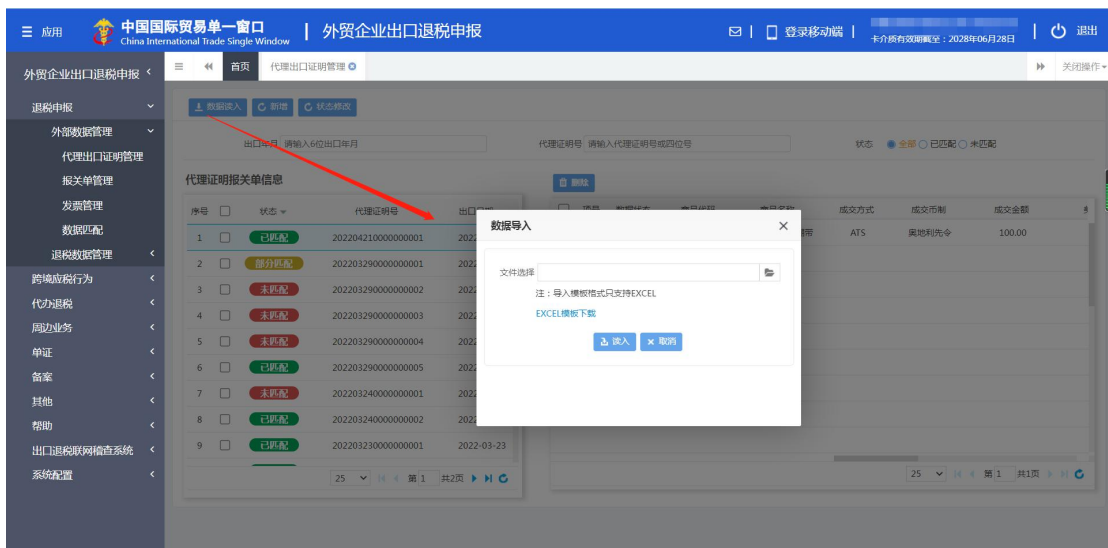 应用
中国国际贸易单一窗口
China International Trade Single Window
外贸企业出口退税申报
登录移动端
卡介质有效期截至：2028年06月28日
退出
外贸企业出口退税申报
首页
代理出口证明管理
关闭操作
退税申报
外部数据管理
代理出口证明管理
报关单管理
发票管理
数据匹配
退税数据管理
跨境应税行为
代办退税
周边业务
单证
备案
其他
帮助
出口退税联网稽查系统
系统配置
数据读入 新增 状态修改
出口年月 请输入6位出口年月 代理证明号 请输入代理证明号或四位号 状态 全部 已匹配 未匹配
代理证明报关单信息
删除
序号 状态 代理证明号
1 已匹配 202204210000000001 2022
2 部分匹配 202203290000000001 2022
3 未匹配 202203290000000002 2022
4 未匹配 202203290000000003 2022
5 未匹配 202203290000000004 2022
6 已匹配 202203290000000005 2022
7 未匹配 202203240000000001 2022
8 已匹配 202203240000000002 2022
9 已匹配 202203230000000001 2022-03-23
25 第 1 共2页
成交方式 成交币制 成交金额
ATS 奥地利先令 100.00
25 第 1 共1页
数据导入
文件选择
注：导入模板格式只支持EXCEL
EXCEL模板下载
读入 取消